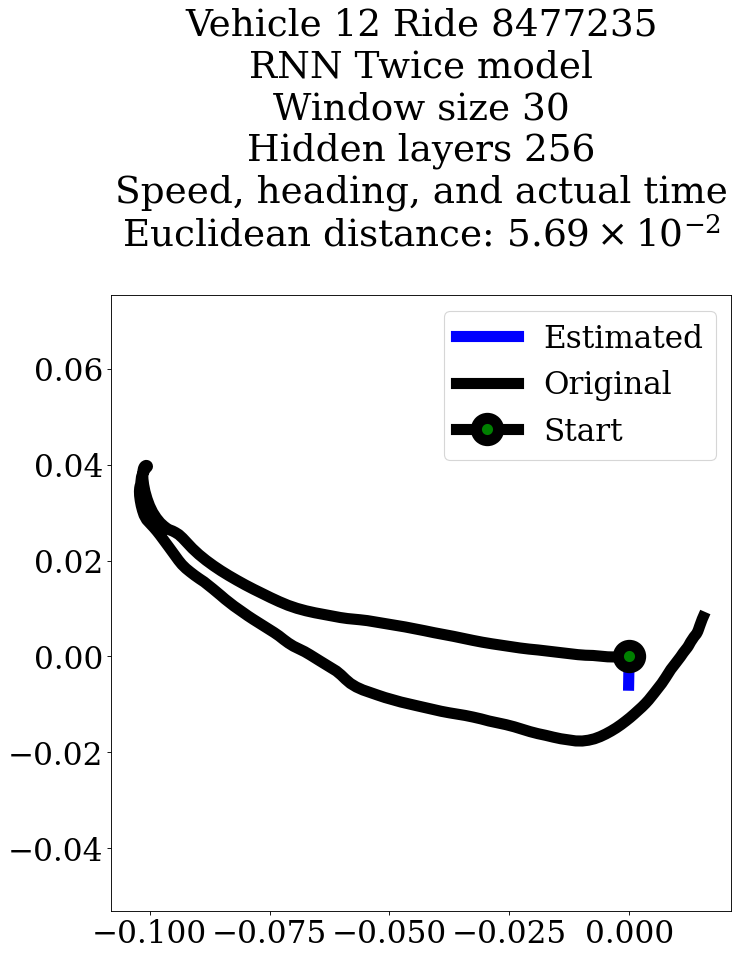 Vehicle 12 Ride 8477235
RNN Twice model
Window size 30
Hidden layers 256
Speed, heading, and actual time
Euclidean distance: 5.69 × 10⁻²
Estimated
Original
Start
0.06
0.04
0.02
0.00
−0.02
−0.04
−0.100 −0.075 −0.050 −0.025 0.000